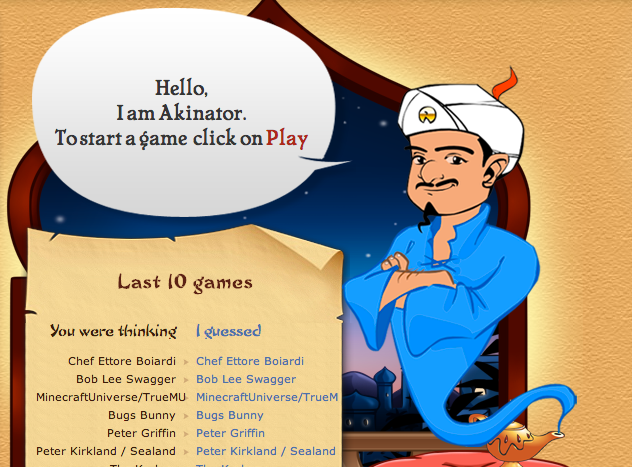 Hello,
I am Akinator.
To start a game click on Play
Last 10 games
You were thinking I guessed
Chef Ettore Boiardi Chef Ettore Boiardi
Bob Lee Swagger Bob Lee Swagger
MinecraftUniverse/TrueMU MinecraftUniverse/TrueM
Bugs Bunny Bugs Bunny
Peter Griffin Peter Griffin
Peter Kirkland / Sealand Peter Kirkland / Sealand